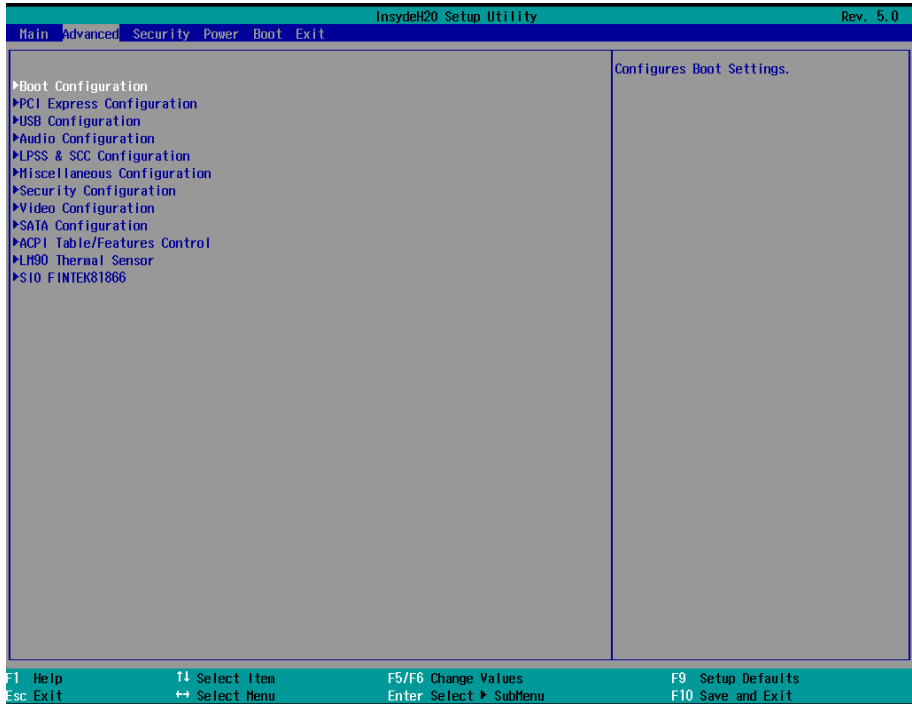 InsydeH20 Setup Utility Rev. 5.0
Main Advanced Security Power Boot Exit
Configures Boot Settings.
▶Boot Configuration
▶PCI Express Configuration
▶USB Configuration
▶Audio Configuration
▶LPSS & SCC Configuration
▶Miscellaneous Configuration
▶Security Configuration
▶Video Configuration
▶SATA Configuration
▶ACPI Table/Features Control
▶LM90 Thermal Sensor
▶SIO FINTEK81866
F1 Help ↑↓ Select Item F5/F6 Change Values F9 Setup Defaults
Esc Exit ↔ Select Menu Enter Select ▶ SubMenu F10 Save and Exit